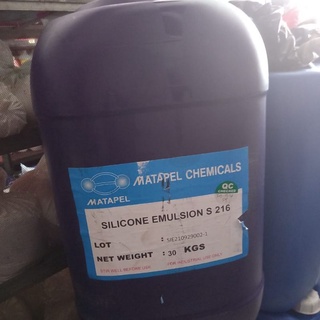 MATAPEL CHEMICALS
MATAPEL
QC
SILICONE EMULSION S 216
LOT :
NET WEIGHT : 30 KGS